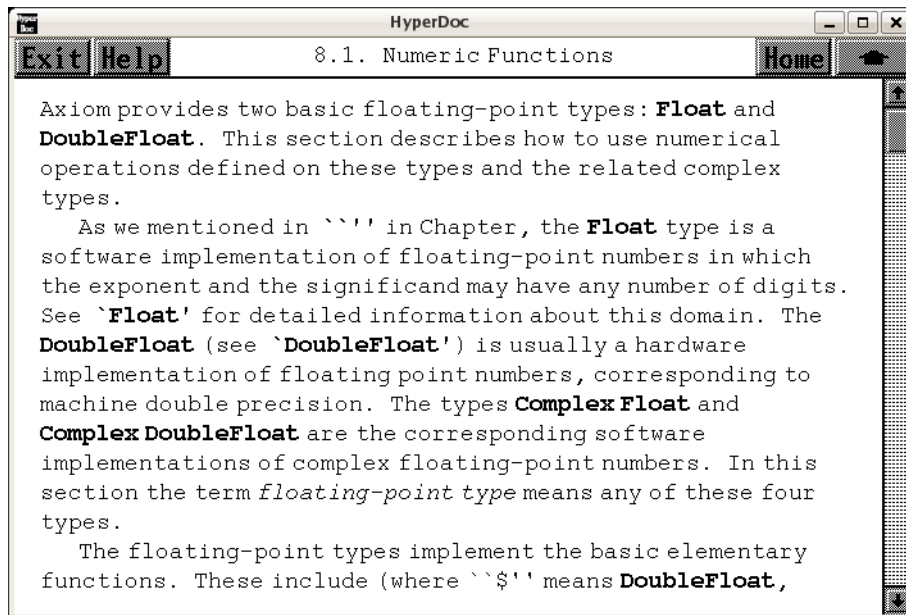 Hyper Doc
HyperDoc
Exit Help 8.1. Numeric Functions Home
Axiom provides two basic floating-point types: Float and
DoubleFloat. This section describes how to use numerical
operations defined on these types and the related complex
types.
As we mentioned in ``'' in Chapter, the Float type is a
software implementation of floating-point numbers in which
the exponent and the significand may have any number of digits.
See `Float' for detailed information about this domain. The
DoubleFloat (see `DoubleFloat') is usually a hardware
implementation of floating point numbers, corresponding to
machine double precision. The types Complex Float and
Complex DoubleFloat are the corresponding software
implementations of complex floating-point numbers. In this
section the term floating-point type means any of these four
types.
The floating-point types implement the basic elementary
functions. These include (where ``$'' means DoubleFloat,